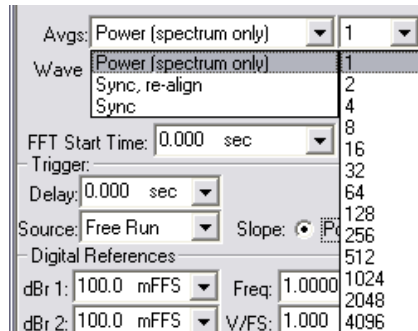 Avgs: Power (spectrum only) 1
Wave Power (spectrum only) 1
Sync, re-align 2
Sync 4
8
FFT Start Time: 0.000 sec 16
Trigger: 32
Delay: 0.000 sec 64
128
Source: Free Run Slope: 256
Digital References 512
dBr 1: 100.0 mFFS Freq: 1.0000 1024
2048
dBr 2: 100.0 mFFS V/FS: 1.000 4096